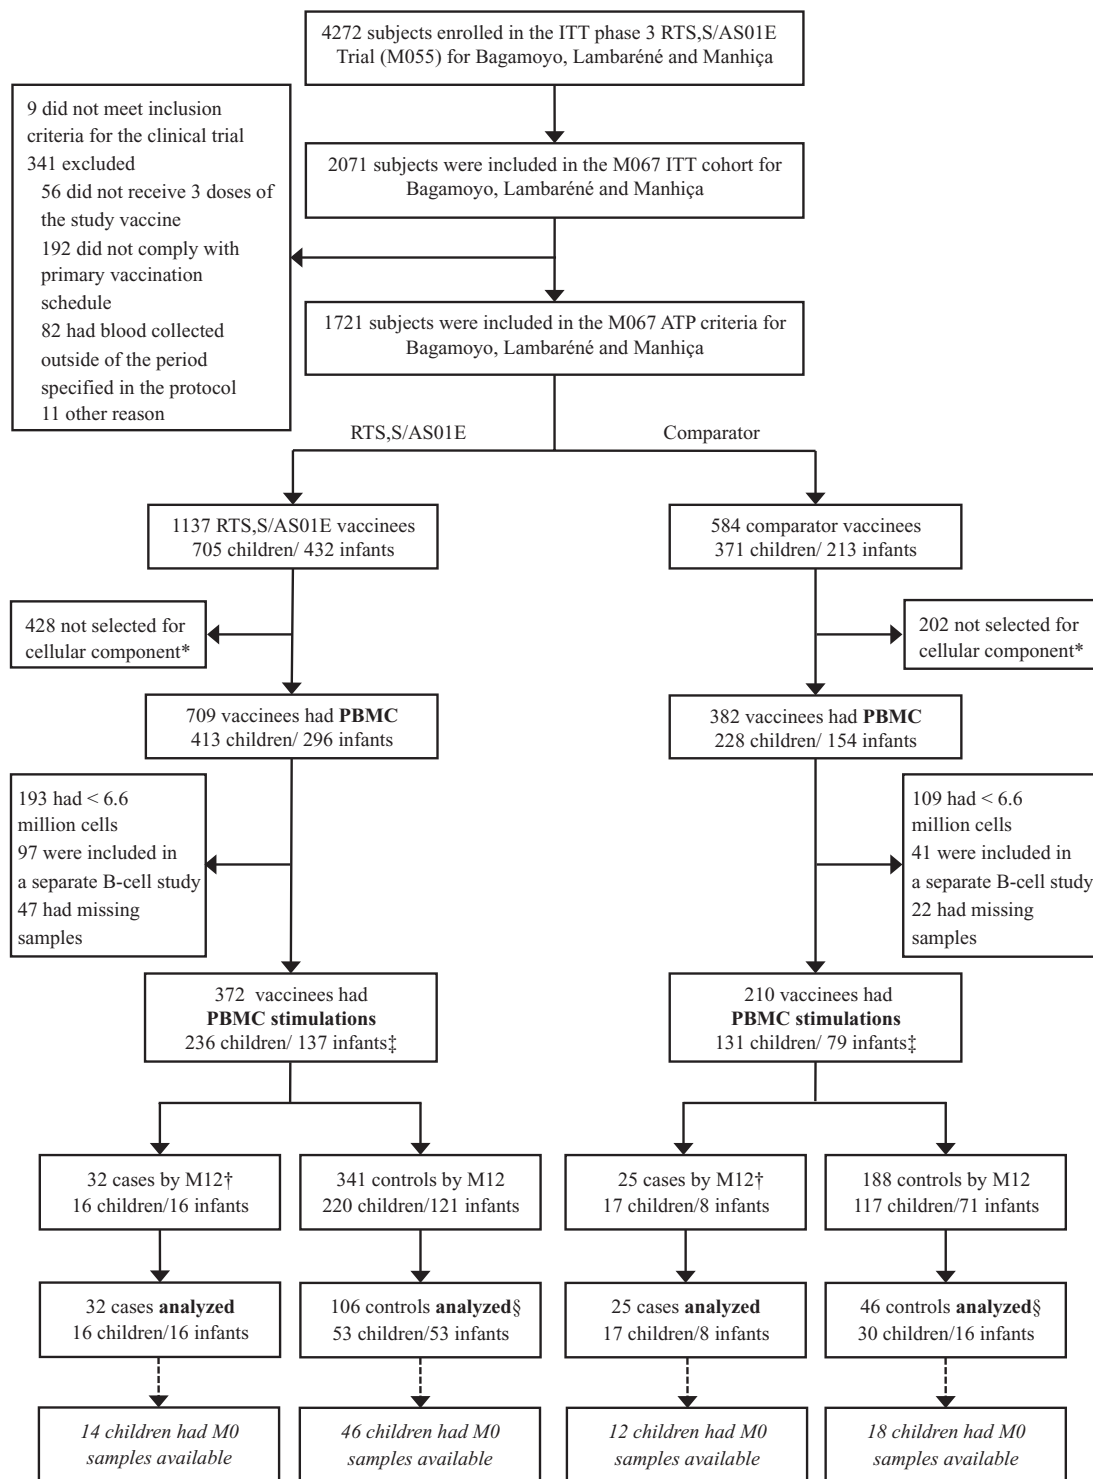 4272 subjects enrolled in the ITT phase 3 RTS,S/AS01E
Trial (M055) for Bagamoyo, Lambaréné and Manhiça
9 did not meet inclusion
criteria for the clinical trial
341 excluded
56 did not receive 3 doses of
the study vaccine
192 did not comply with
primary vaccination
schedule
82 had blood collected
outside of the period
specified in the protocol
11 other reason
2071 subjects were included in the M067 ITT cohort for
Bagamoyo, Lambaréné and Manhiça
1721 subjects were included in the M067 ATP criteria for
Bagamoyo, Lambaréné and Manhiça
RTS,S/AS01E
Comparator
1137 RTS,S/AS01E vaccinees
705 children/ 432 infants
584 comparator vaccinees
371 children/ 213 infants
428 not selected for
cellular component*
202 not selected for
cellular component*
709 vaccinees had PBMC
413 children/ 296 infants
382 vaccinees had PBMC
228 children/ 154 infants
193 had < 6.6
million cells
97 were included in
a separate B-cell study
47 had missing
samples
109 had < 6.6
million cells
41 were included in
a separate B-cell study
22 had missing
samples
372 vaccinees had
PBMC stimulations
236 children/ 137 infants‡
210 vaccinees had
PBMC stimulations
131 children/ 79 infants‡
32 cases by M12†
16 children/16 infants
341 controls by M12
220 children/121 infants
25 cases by M12†
17 children/8 infants
188 controls by M12
117 children/71 infants
32 cases analyzed
16 children/16 infants
106 controls analyzed§
53 children/53 infants
25 cases analyzed
17 children/8 infants
46 controls analyzed§
30 children/16 infants
14 children had M0
samples available
46 children had M0
samples available
12 children had M0
samples available
18 children had M0
samples available